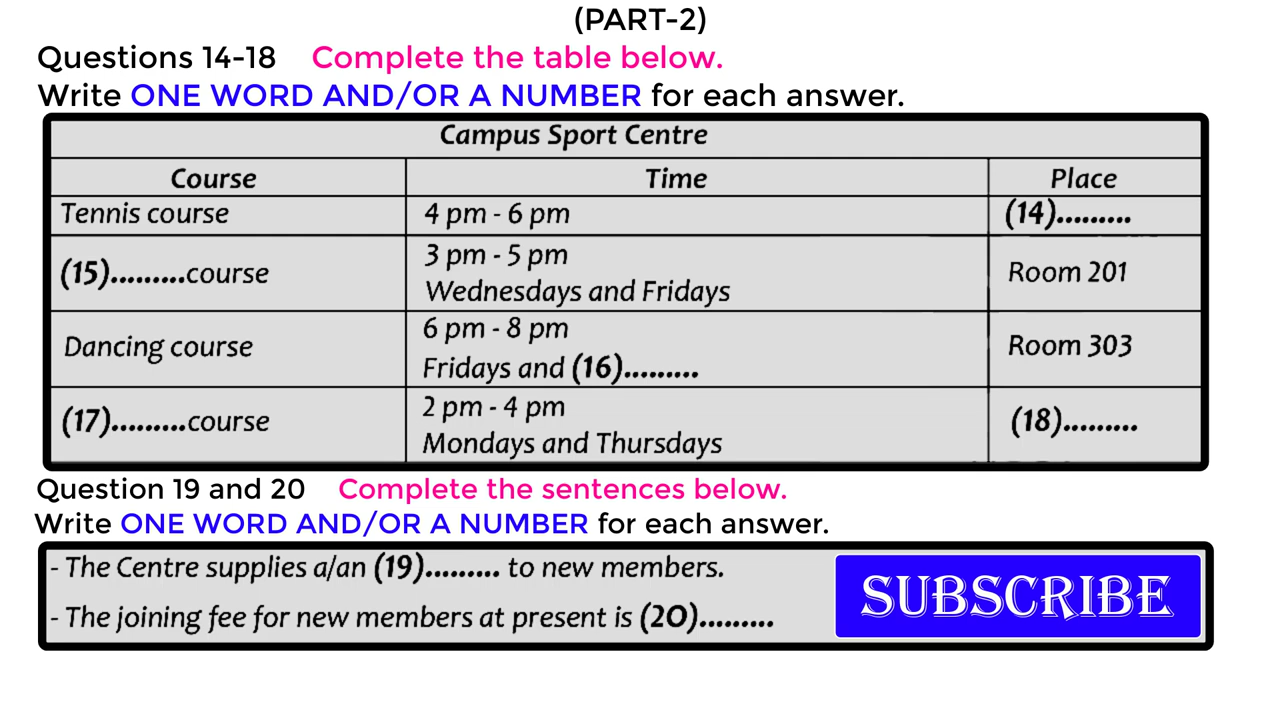 (PART-2)
Questions 14-18 Complete the table below.
Write ONE WORD AND/OR A NUMBER for each answer.
Campus Sport Centre
Course Time Place
Tennis course 4 pm - 6 pm (14).........
(15).........course 3 pm - 5 pm Room 201
Wednesdays and Fridays
Dancing course 6 pm - 8 pm Room 303
Fridays and (16).........
(17).........course 2 pm - 4 pm (18).........
Mondays and Thursdays
Question 19 and 20 Complete the sentences below.
Write ONE WORD AND/OR A NUMBER for each answer.
- The Centre supplies a/an (19)......... to new members.
- The joining fee for new members at present is (20).........
SUBSCRIBE